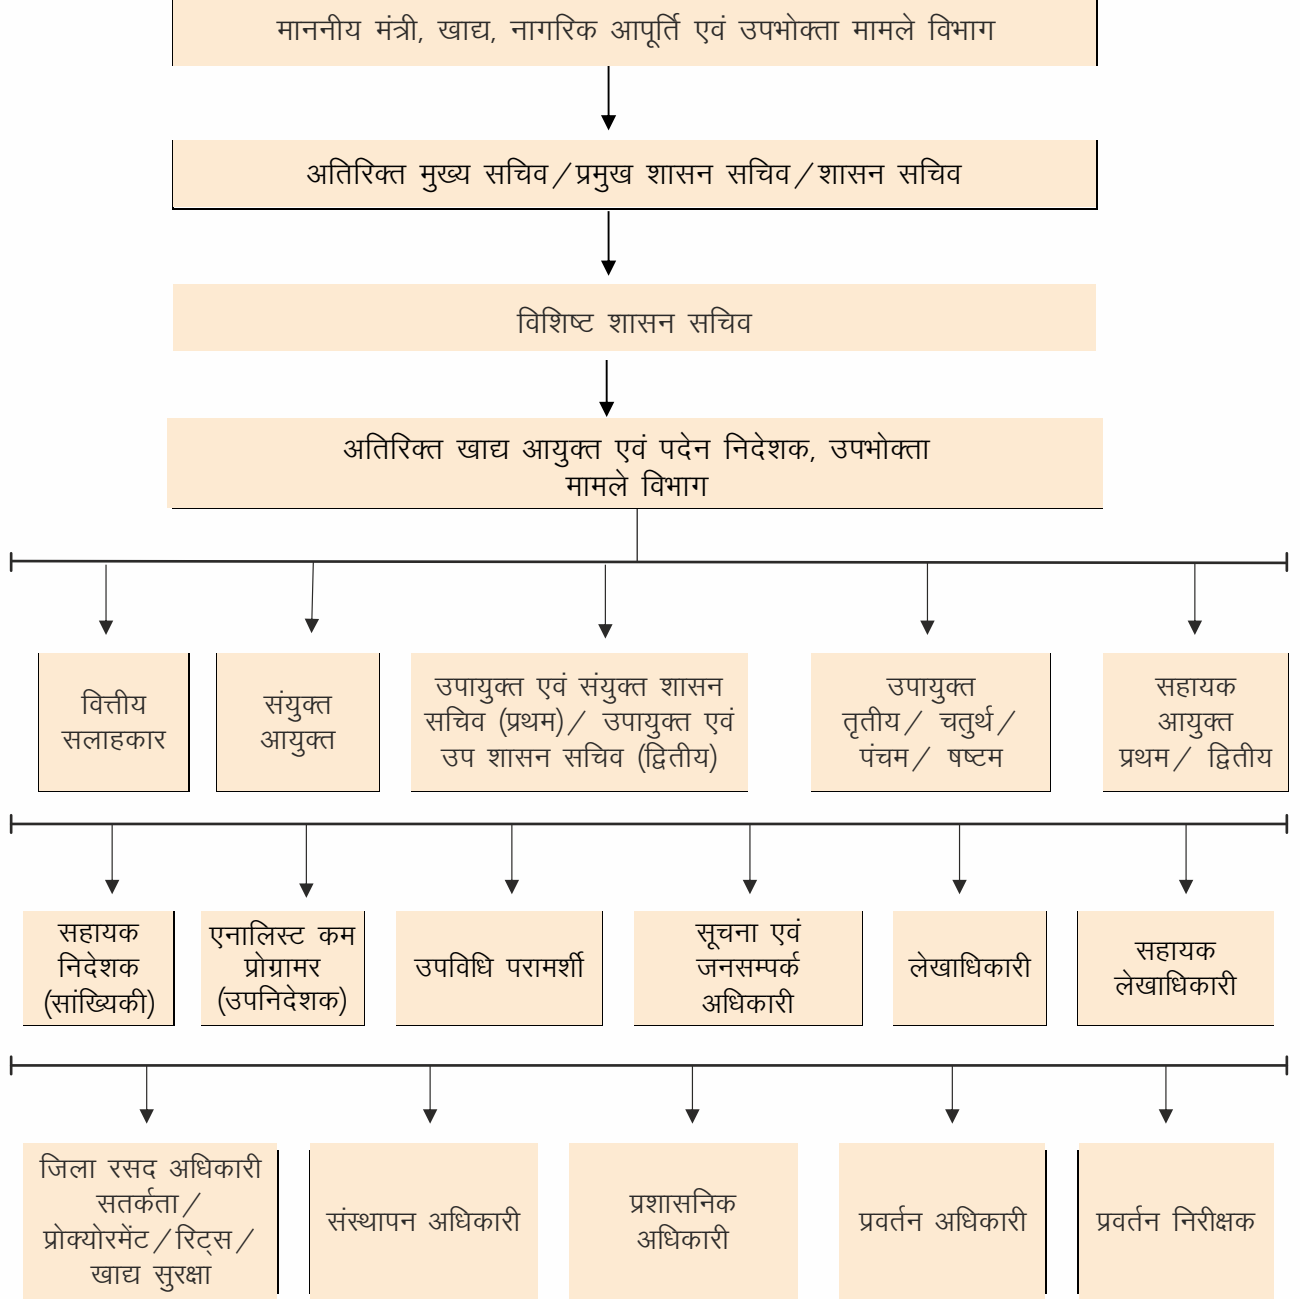 माननीय मंत्री, खाद्य, नागरिक आपूर्ति एवं उपभोक्ता मामले विभाग
अतिरिक्त मुख्य सचिव/प्रमुख शासन सचिव/शासन सचिव
विशिष्ट शासन सचिव
अतिरिक्त खाद्य आयुक्त एवं पदेन निदेशक, उपभोक्ता
मामले विभाग
वित्तीय
सलाहकार
संयुक्त
आयुक्त
उपायुक्त एवं संयुक्त शासन
सचिव (प्रथम)/ उपायुक्त एवं
उप शासन सचिव (द्वितीय)
उपायुक्त
तृतीय/ चतुर्थ/
पंचम/ षष्टम
सहायक
आयुक्त
प्रथम/ द्वितीय
सहायक
निदेशक
(सांख्यिकी)
एनालिस्ट कम
प्रोग्रामर
(उपनिदेशक)
उपविधि परामर्शी
सूचना एवं
जनसम्पर्क
अधिकारी
लेखाधिकारी
सहायक
लेखाधिकारी
जिला रसद अधिकारी
सतर्कता/
प्रोक्योरमेंट/रिट्स/
खाद्य सुरक्षा
संस्थापन अधिकारी
प्रशासनिक
अधिकारी
प्रवर्तन अधिकारी
प्रवर्तन निरीक्षक